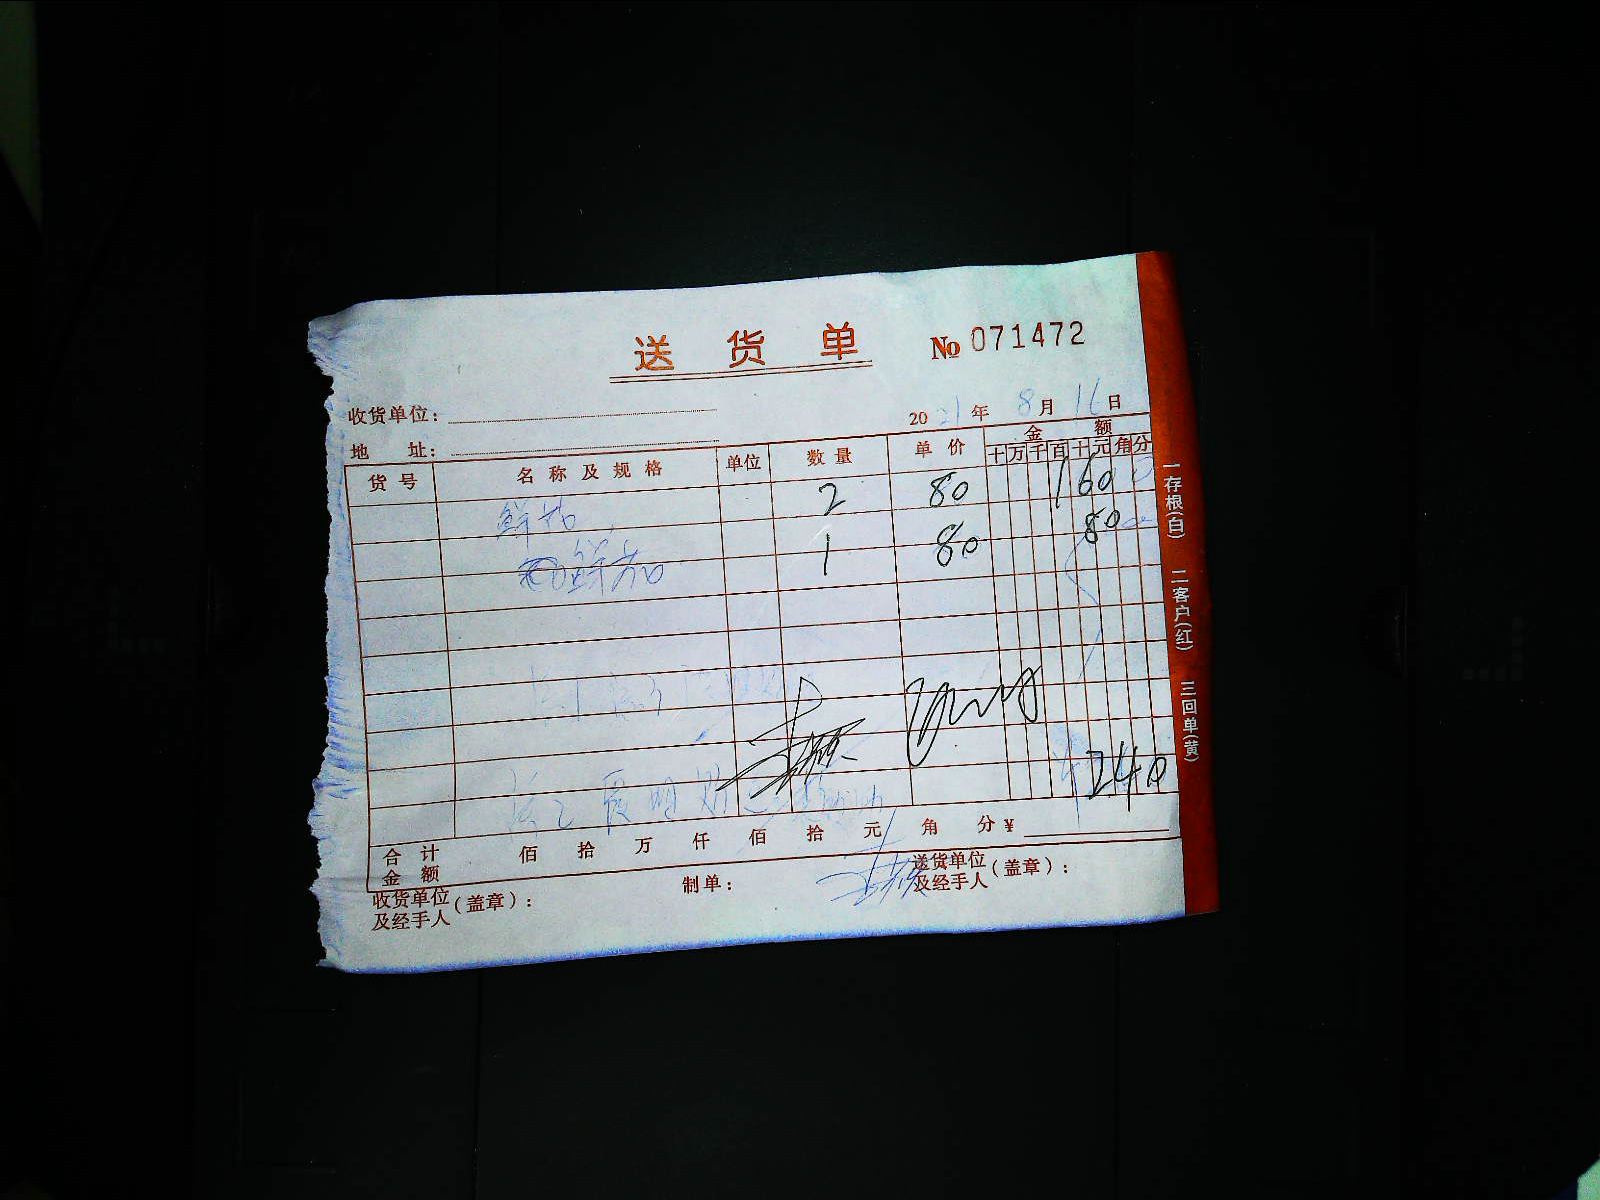 送货单 № 071472
收货单位：
2021年8月16日
地址：
货号 名称及规格 单位 数量 单价 金额
十 万 千 百 十 元 角 分
2 80 160
1 80 80
240
合计金额 佰 拾 万 仟 佰 拾 元 角 分 ¥
收货单位及经手人（盖章）： 制单： 送货单位及经手人（盖章）：
一存根(白) 二客户(红) 三回单(黄)